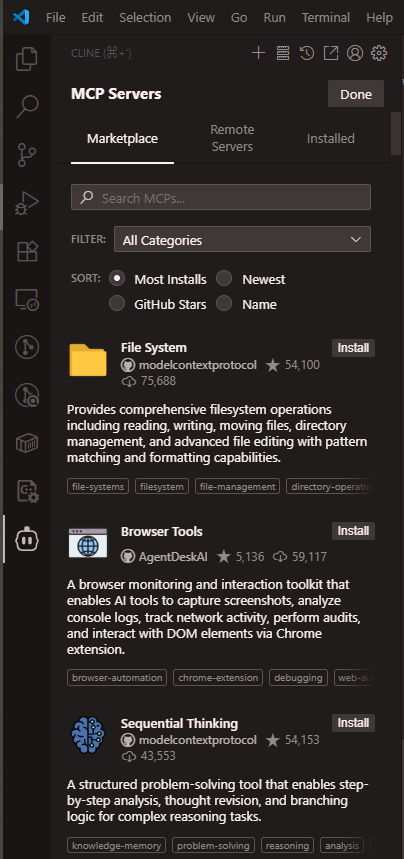 File Edit Selection View Go Run Terminal Help
CLINE (⌘+')
MCP Servers
Done
Marketplace
Remote Servers
Installed
Search MCPs...
FILTER: All Categories
SORT: Most Installs Newest
GitHub Stars Name
File System
Install
modelcontextprotocol 54,100
75,688
Provides comprehensive filesystem operations
including reading, writing, moving files, directory
management, and advanced file editing with pattern
matching and formatting capabilities.
file-systems filesystem file-management directory-operatio
Browser Tools
Install
AgentDeskAI 5,136 59,117
A browser monitoring and interaction toolkit that
enables AI tools to capture screenshots, analyze
console logs, track network activity, perform audits,
and interact with DOM elements via Chrome
extension.
browser-automation chrome-extension debugging web-au
Sequential Thinking
Install
modelcontextprotocol 54,153
43,553
A structured problem-solving tool that enables step-
by-step analysis, thought revision, and branching
logic for complex reasoning tasks.
knowledge-memory problem-solving reasoning analysis